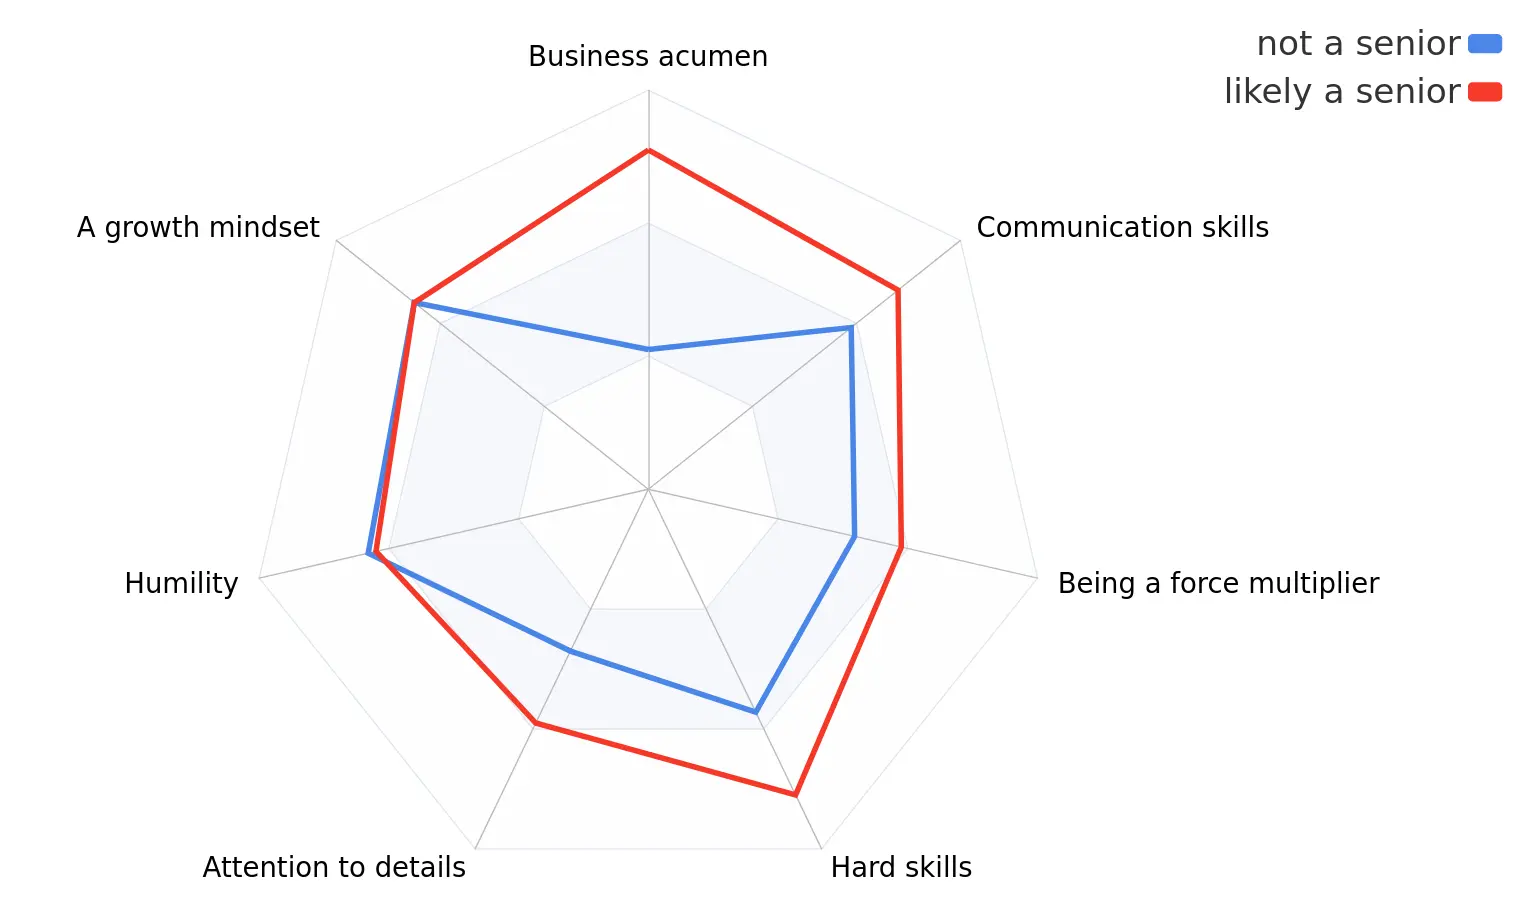 not a senior
likely a senior
Business acumen
A growth mindset
Communication skills
Humility
Being a force multiplier
Attention to details
Hard skills